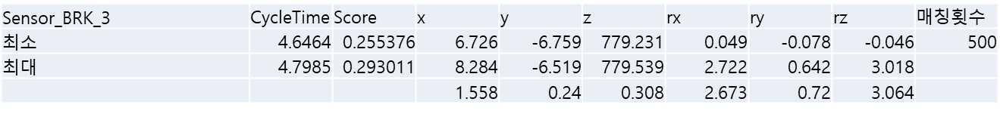 Sensor_BRK_3 CycleTime Score x y z rx ry rz 매칭횟수
최소 4.6464 0.255376 6.726 -6.759 779.231 0.049 -0.078 -0.046 500
최대 4.7985 0.293011 8.284 -6.519 779.539 2.722 0.642 3.018
1.558 0.24 0.308 2.673 0.72 3.064